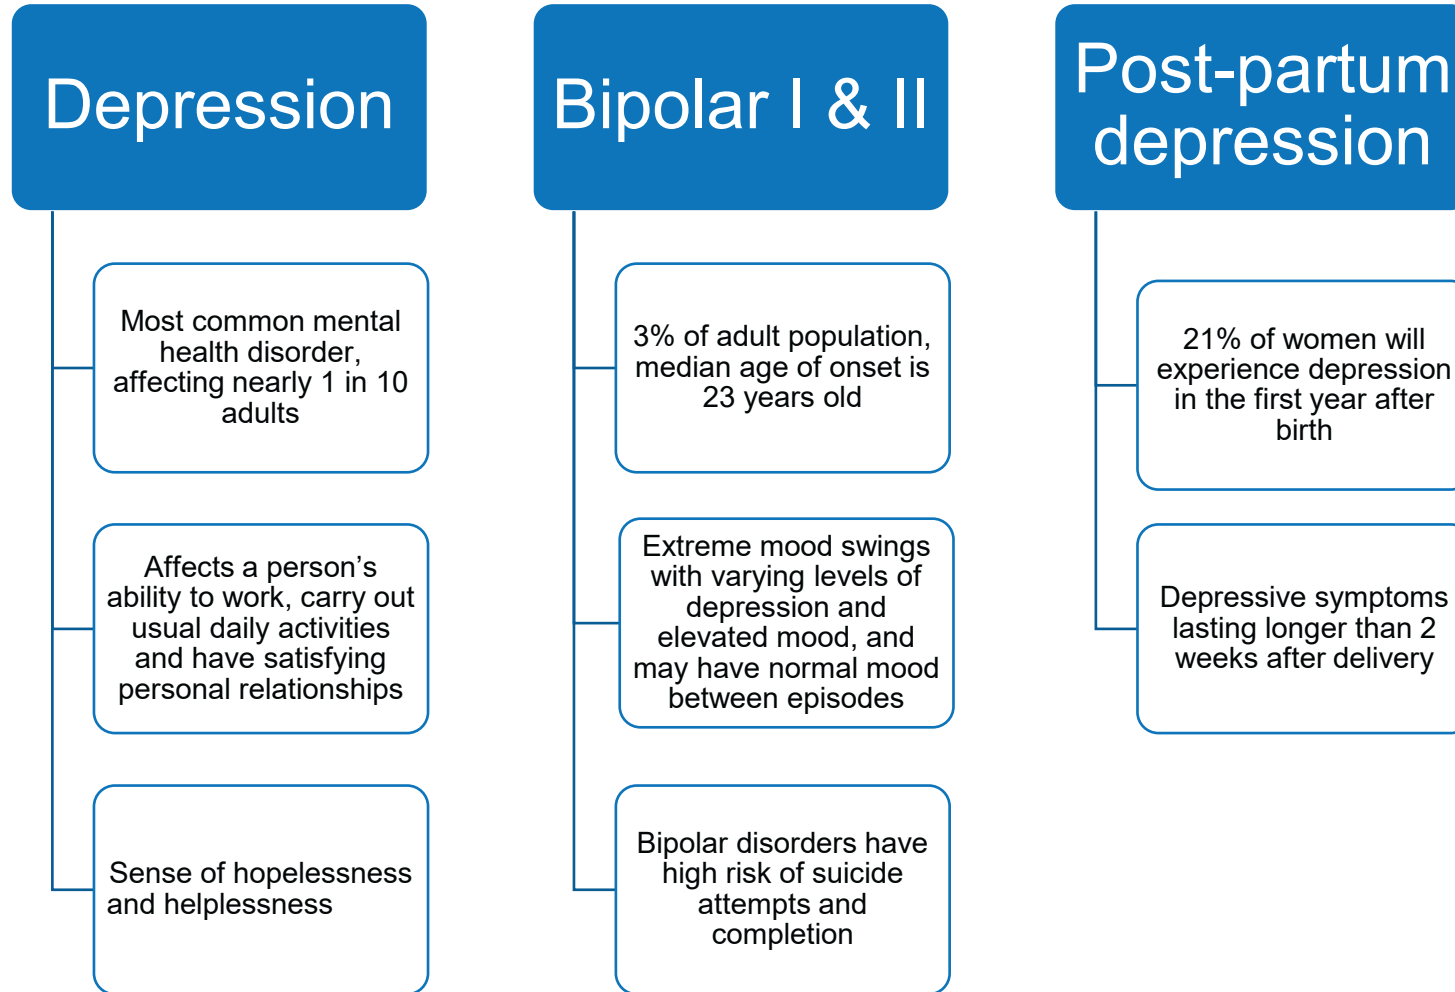 Depression
Most common mental
health disorder,
affecting nearly 1 in 10
adults
Affects a person’s
ability to work, carry out
usual daily activities
and have satisfying
personal relationships
Sense of hopelessness
and helplessness
Bipolar I & II
3% of adult population,
median age of onset is
23 years old
Extreme mood swings
with varying levels of
depression and
elevated mood, and
may have normal mood
between episodes
Bipolar disorders have
high risk of suicide
attempts and
completion
Post-partum
depression
21% of women will
experience depression
in the first year after
birth
Depressive symptoms
lasting longer than 2
weeks after delivery